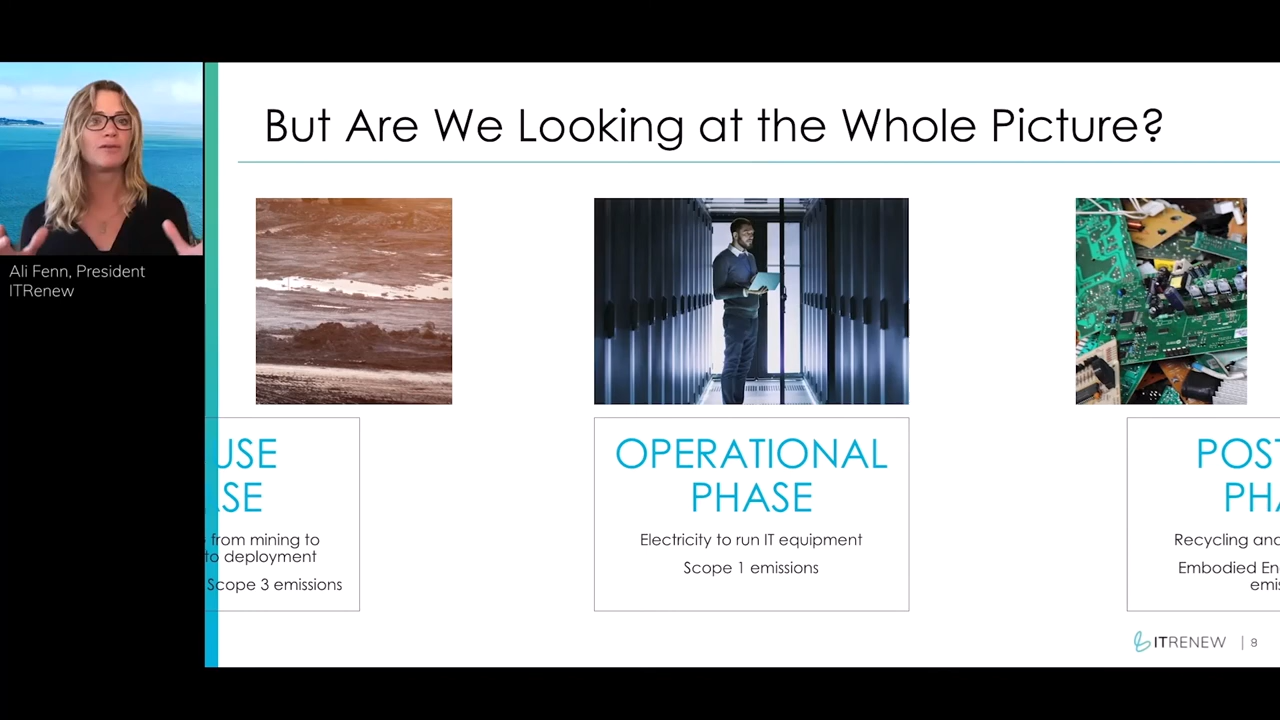 But Are We Looking at the Whole Picture?
Ali Fenn, President
ITRenew
USE
ASE
from mining to
to deployment
Scope 3 emissions
OPERATIONAL
PHASE
Electricity to run IT equipment
Scope 1 emissions
POST
PHA
Recycling and
Embodied En
emis
ITRENEW | 8